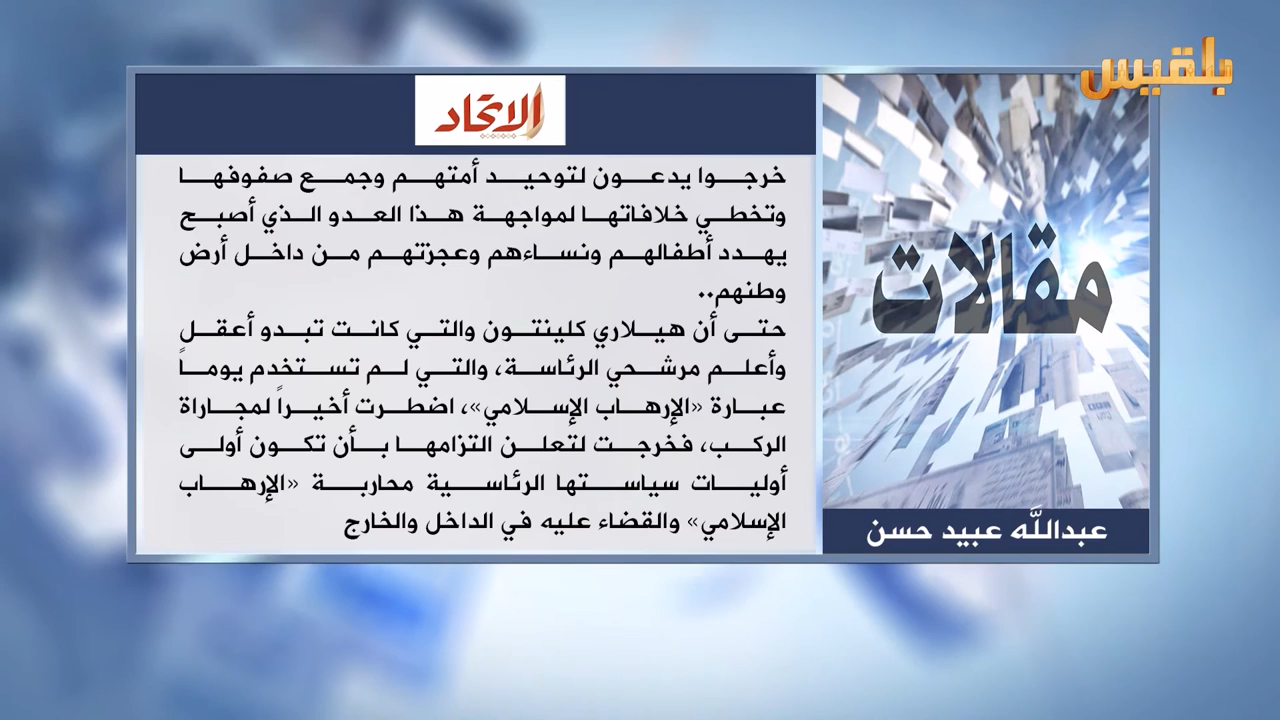 بلقيس
الاتحاد
خرجوا يدعون لتوحيد أمتهم وجمع صفوفها
وتخطي خلافاتها لمواجهة هذا العدو الذي أصبح
يهدد أطفالهم ونساءهم وعجزتهم من داخل أرض
وطنهم..
حتى أن هيلاري كلينتون والتي كانت تبدو أعقل
وأعلم مرشحي الرئاسة، والتي لم تستخدم يوماً
عبارة «الإرهاب الإسلامي»، اضطرت أخيراً لمجاراة
الركب، فخرجت لتعلن التزامها بأن تكون أولى
أوليات سياستها الرئاسية محاربة «الإرهاب
الإسلامي» والقضاء عليه في الداخل والخارج
مقالات
عبدالله عبيد حسن